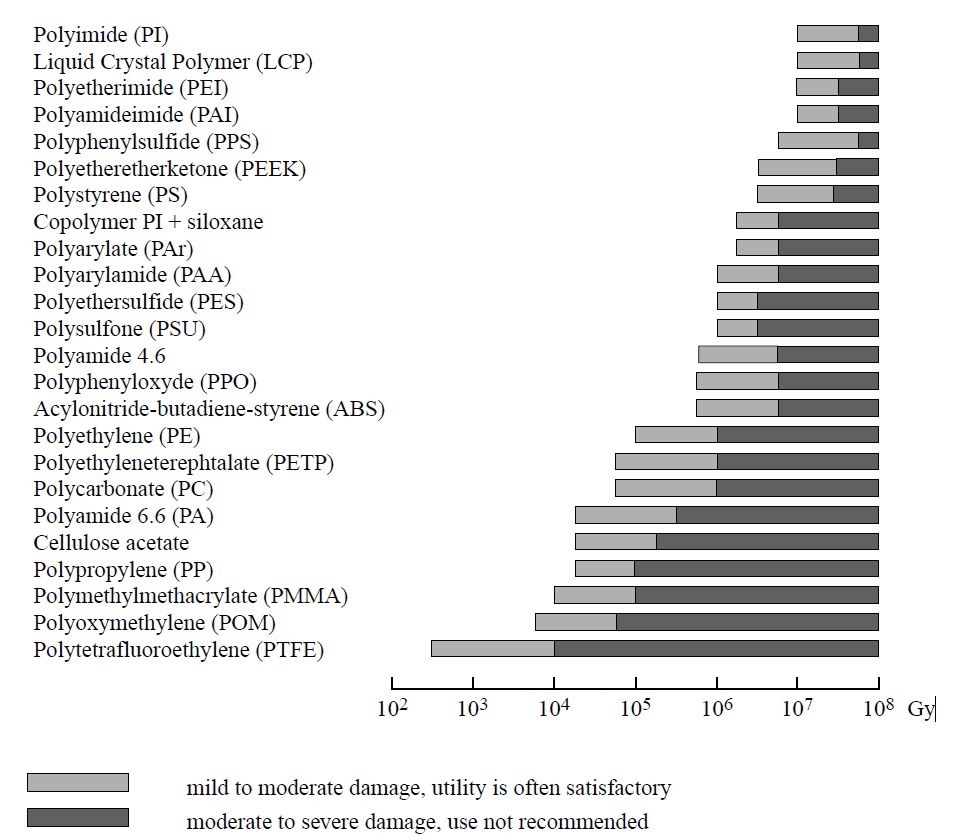 Polyimide (PI)
Liquid Crystal Polymer (LCP)
Polyetherimide (PEI)
Polyamideimide (PAI)
Polyphenylsulfide (PPS)
Polyetheretherketone (PEEK)
Polystyrene (PS)
Copolymer PI + siloxane
Polyarylate (PAr)
Polyarylamide (PAA)
Polyethersulfide (PES)
Polysulfone (PSU)
Polyamide 4.6
Polyphenyloxyde (PPO)
Acylonitride-butadiene-styrene (ABS)
Polyethylene (PE)
Polyethyleneterephtalate (PETP)
Polycarbonate (PC)
Polyamide 6.6 (PA)
Cellulose acetate
Polypropylene (PP)
Polymethylmethacrylate (PMMA)
Polyoxymethylene (POM)
Polytetrafluoroethylene (PTFE)
10² 10³ 10⁴ 10⁵ 10⁶ 10⁷ 10⁸ Gy
mild to moderate damage, utility is often satisfactory
moderate to severe damage, use not recommended